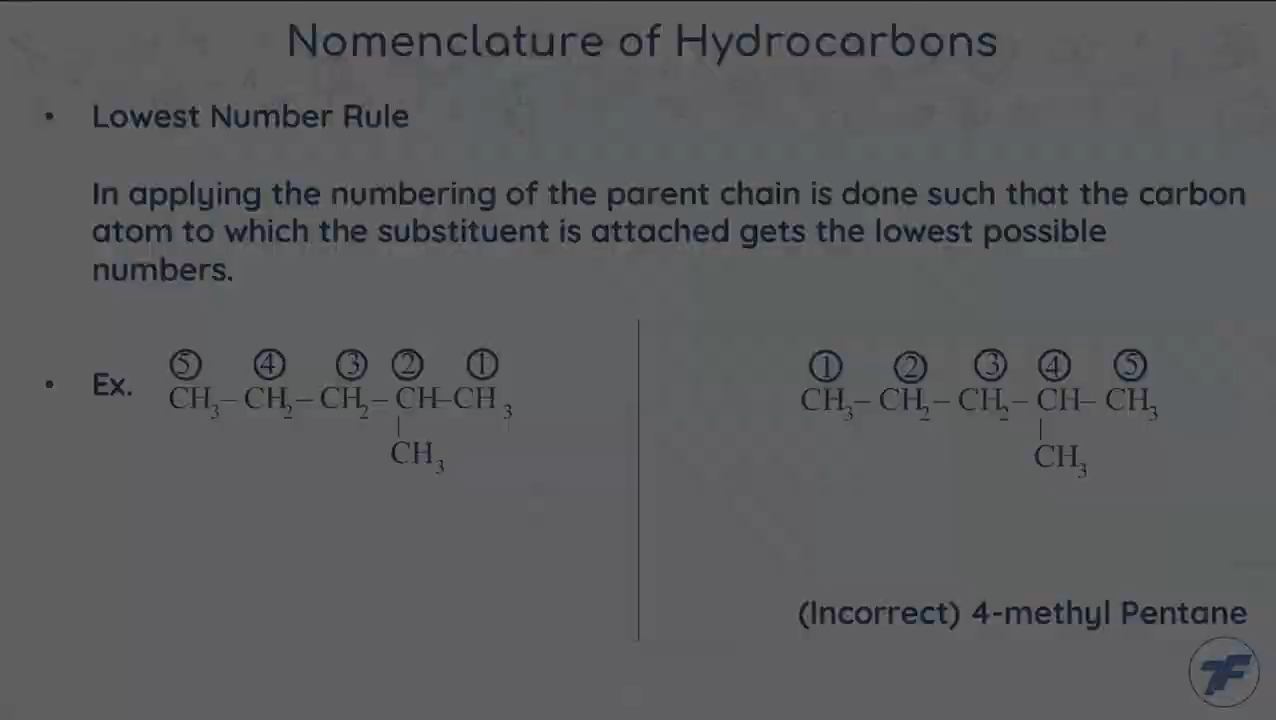 Nomenclature of Hydrocarbons
• Lowest Number Rule
In applying the numbering of the parent chain is done such that the carbon
atom to which the substituent is attached gets the lowest possible
numbers.
⑤ ④ ③ ② ①
• Ex. CH₃– CH₂– CH₂– CH–CH₃
|
CH₃
① ② ③ ④ ⑤
CH₃– CH₂– CH₂– CH– CH₃
|
CH₃
(Incorrect) 4-methyl Pentane
7F